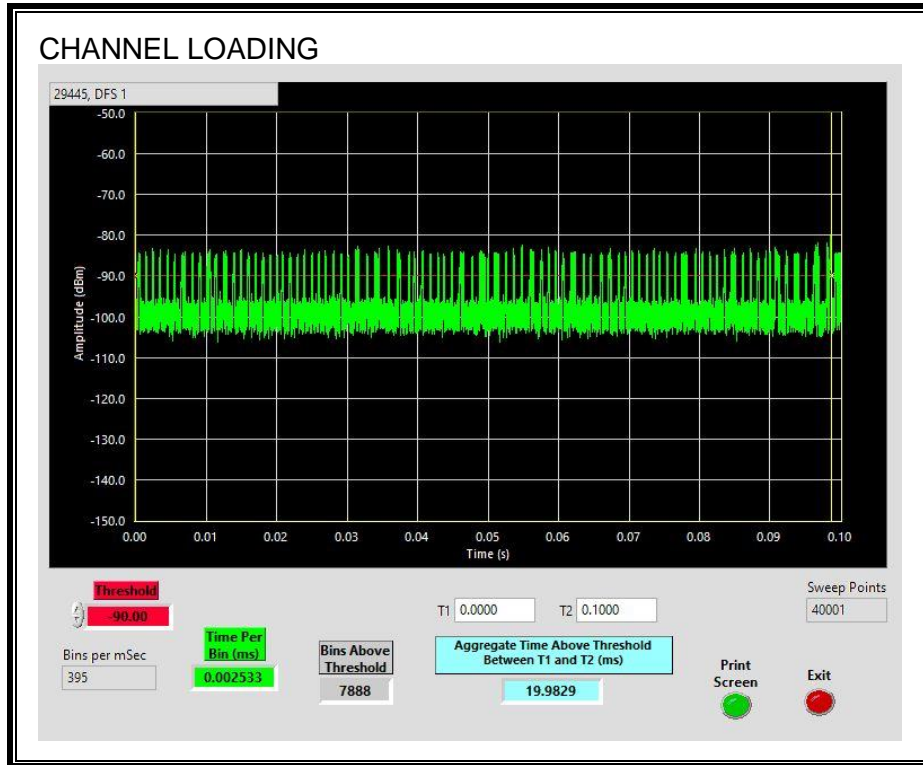 CHANNEL LOADING
29445, DFS 1
-50.0
-60.0
-70.0
-80.0
-90.0
-100.0
-110.0
-120.0
-130.0
-140.0
-150.0
Amplitude (dBm)
0.00 0.01 0.02 0.03 0.04 0.05 0.06 0.07 0.08 0.09 0.10
Time (s)
Threshold
-90.00
Bins per mSec
395
Time Per
Bin (ms)
0.002533
Bins Above
Threshold
7888
T1 0.0000 T2 0.1000
Aggregate Time Above Threshold
Between T1 and T2 (ms)
19.9829
Sweep Points
40001
Print
Screen
Exit